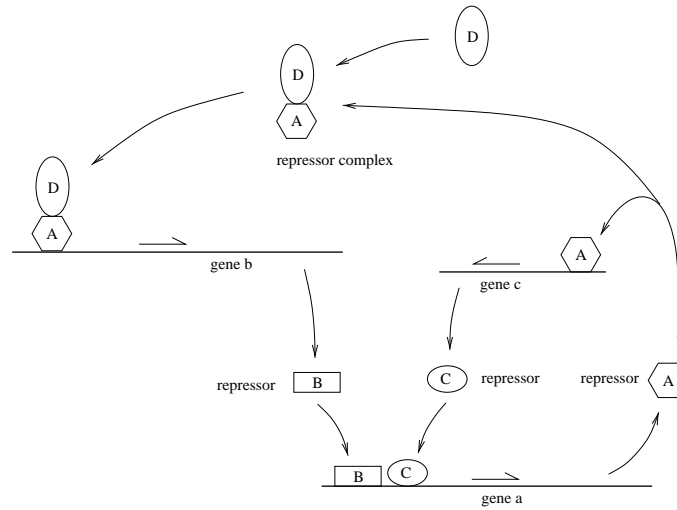 D
D
A
repressor complex
D
A
gene b
A
gene c
repressor
B
C
repressor
repressor
A
B
C
gene a